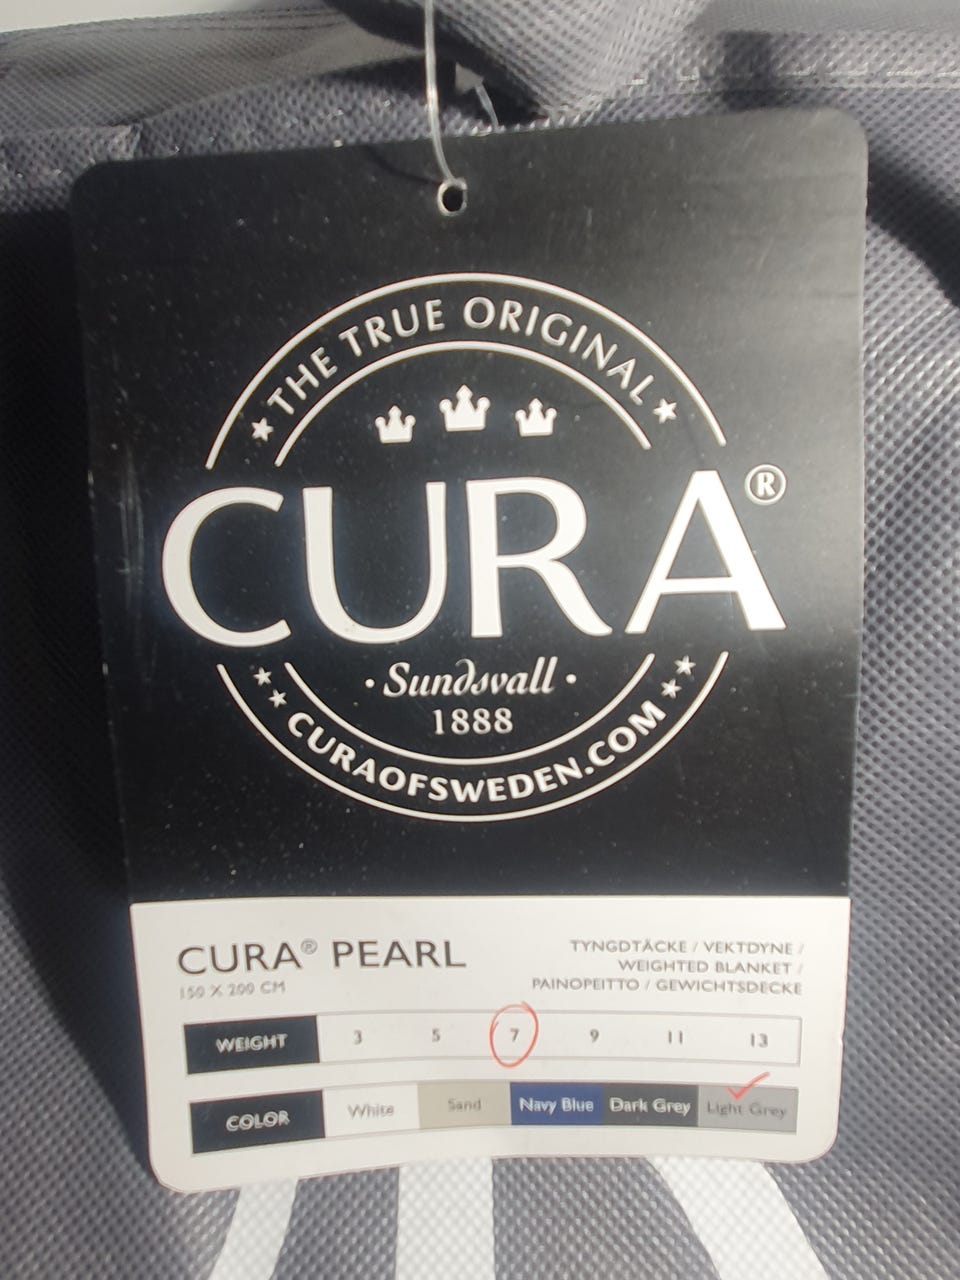 THE TRUE ORIGINAL
CURA®
Sundsvall
1888
CURAOFSWEDEN.COM
CURA® PEARL
150 X 200 CM
TYNGDTÄCKE / VEKTDYNE /
WEIGHTED BLANKET /
PAINOPEITTO / GEWICHTSDECKE
WEIGHT 3 5 7 9 11 13
COLOR White Sand Navy Blue Dark Grey Light Grey